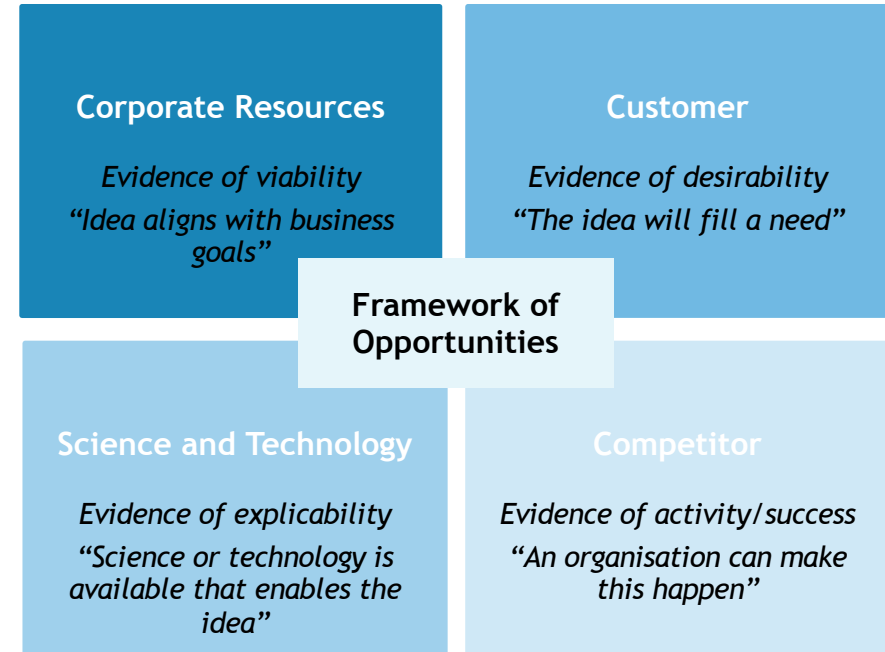 Corporate Resources
Evidence of viability
“Idea aligns with business
goals”
Customer
Evidence of desirability
“The idea will fill a need”
Framework of
Opportunities
Science and Technology
Evidence of explicability
“Science or technology is
available that enables the
idea”
Competitor
Evidence of activity/success
“An organisation can make
this happen”